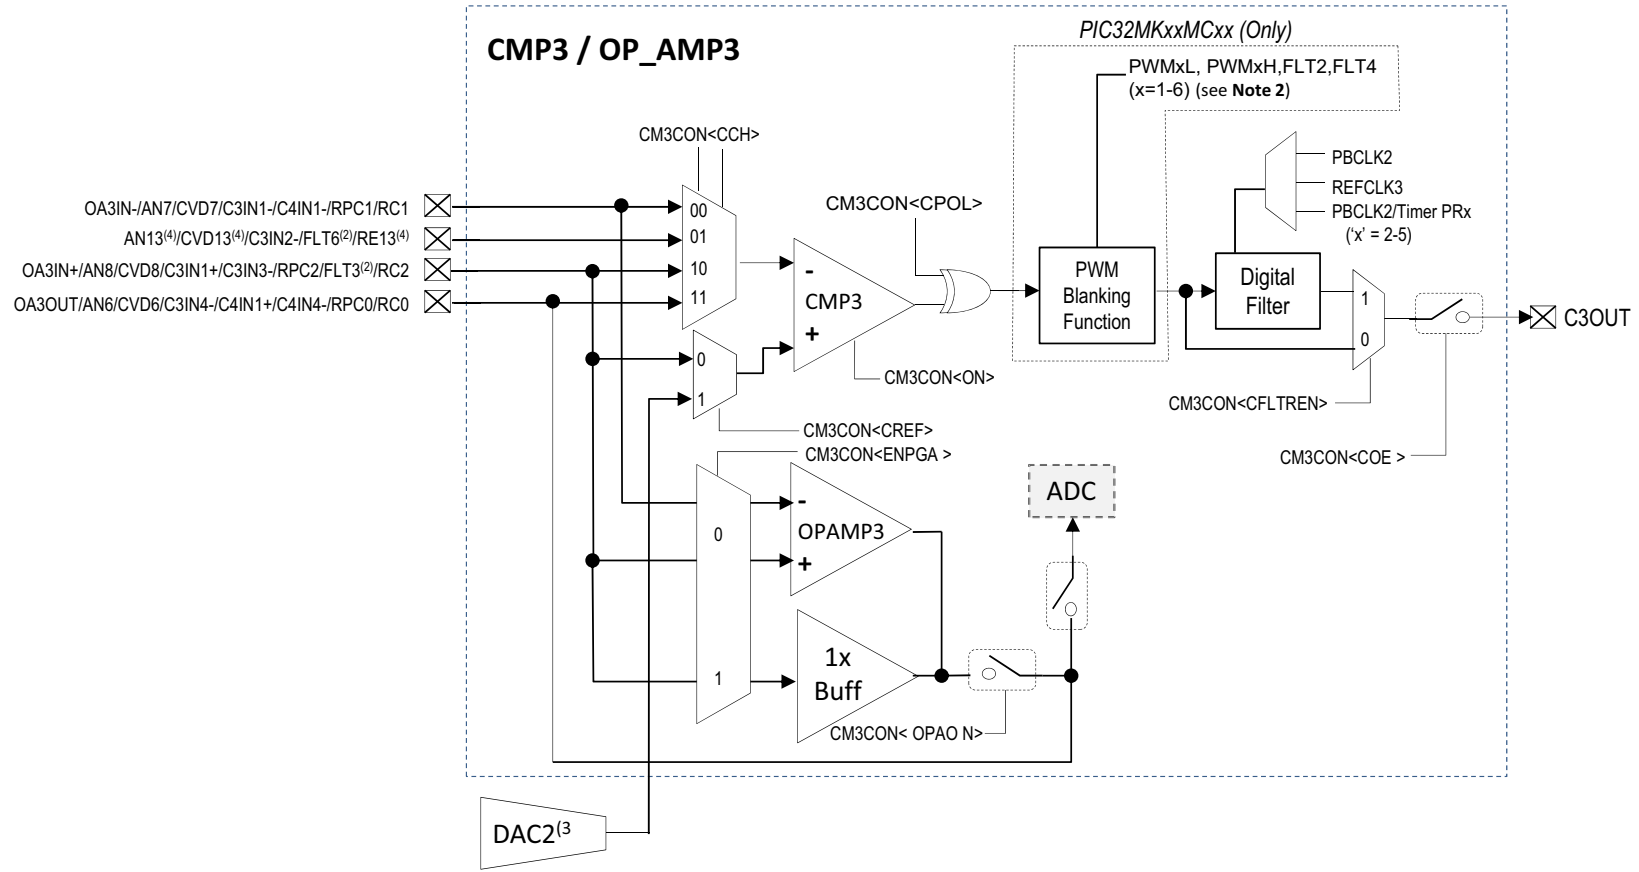 CMP3 / OP_AMP3
PIC32MKxxMCxx (Only)
PWMxL, PWMxH,FLT2,FLT4
(x=1-6) (see Note 2)
CM3CON<CCH>
OA3IN-/AN7/CVD7/C3IN1-/C4IN1-/RPC1/RC1
AN13(4)/CVD13(4)/C3IN2-/FLT6(2)/RE13(4)
OA3IN+/AN8/CVD8/C3IN1+/C3IN3-/RPC2/FLT3(2)/RC2
OA3OUT/AN6/CVD6/C3IN4-/C4IN1+/C4IN4-/RPC0/RC0
00
01
10
11
0
1
-
CMP3
+
CM3CON<CPOL>
CM3CON<ON>
PWM
Blanking
Function
PBCLK2
REFCLK3
PBCLK2/Timer PRx
('x' = 2-5)
Digital
Filter
1
0
C3OUT
CM3CON<CFLTREN>
CM3CON<COE >
CM3CON<CREF>
CM3CON<ENPGA >
0
1
-
OPAMP3
+
1x
Buff
ADC
CM3CON< OPAO N>
DAC2(3